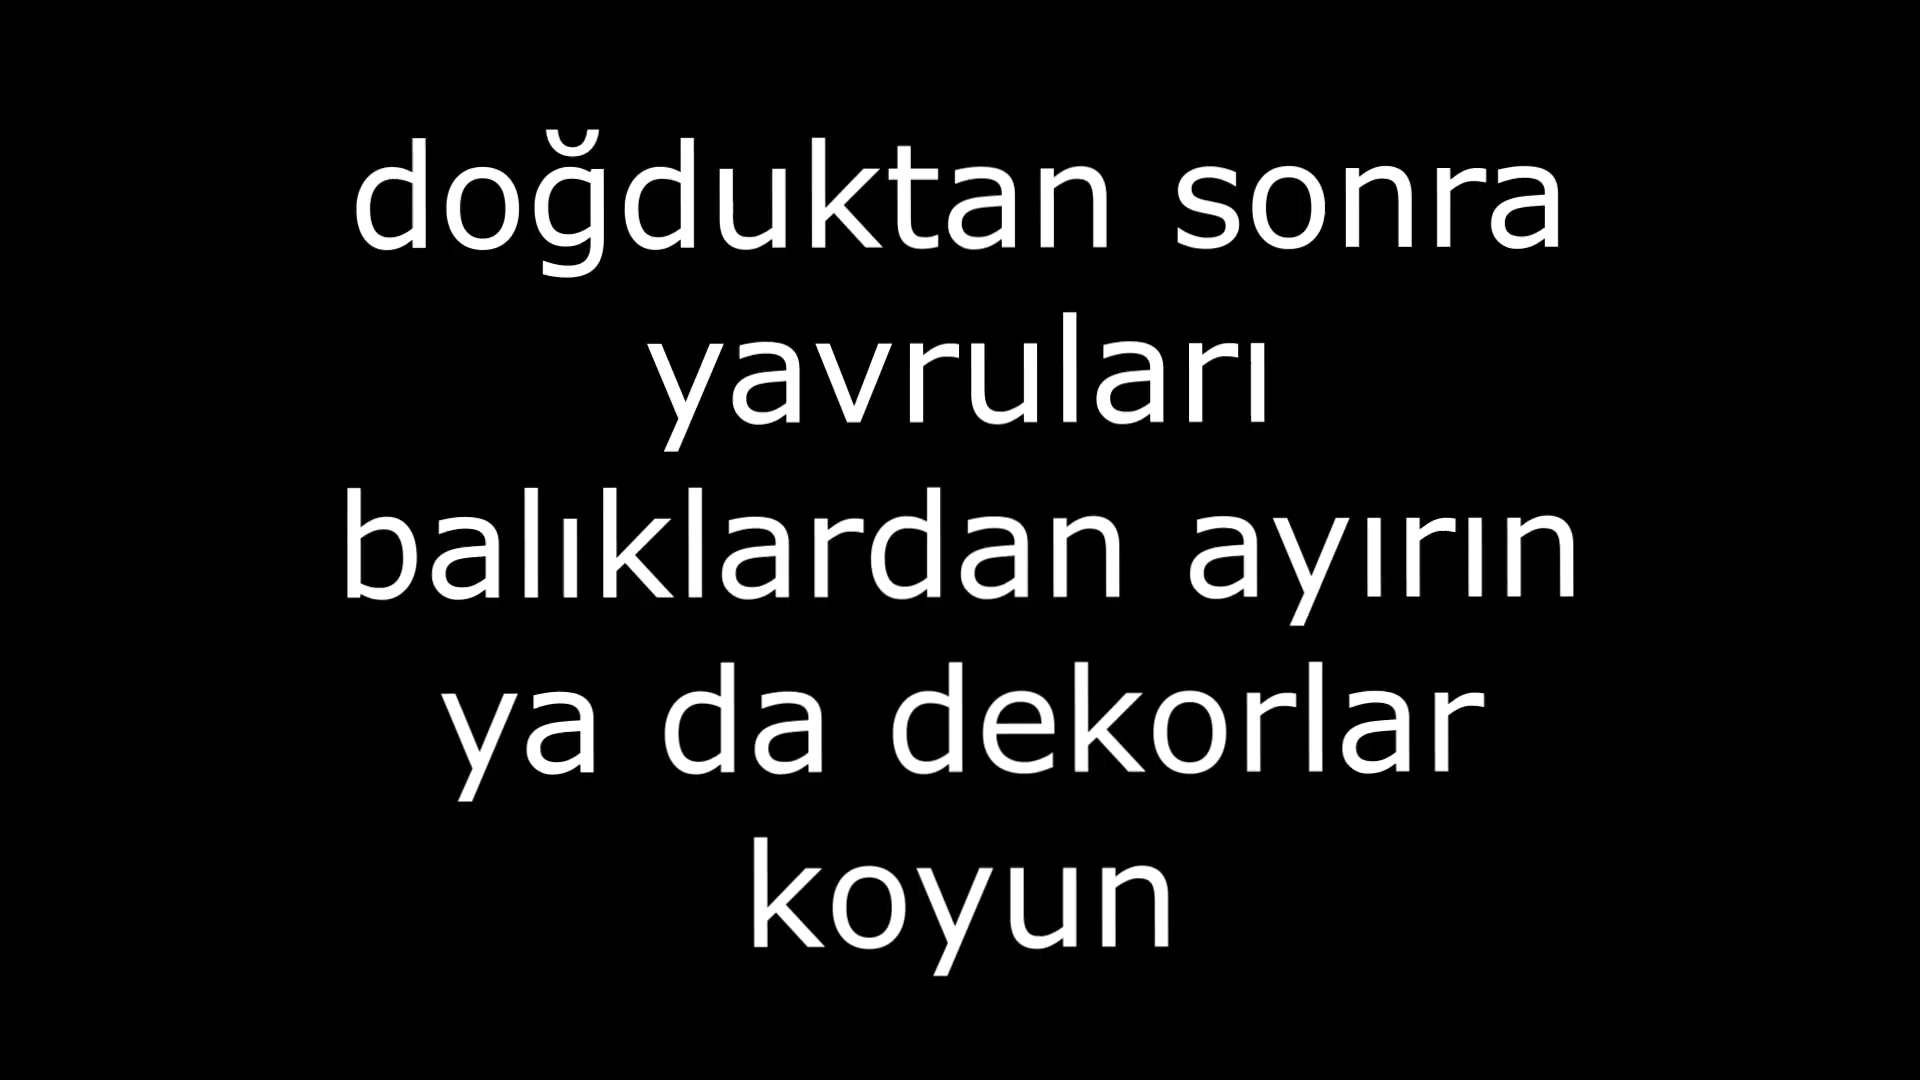 doğduktan sonra
yavruları
balıklardan ayırın
ya da dekorlar
koyun